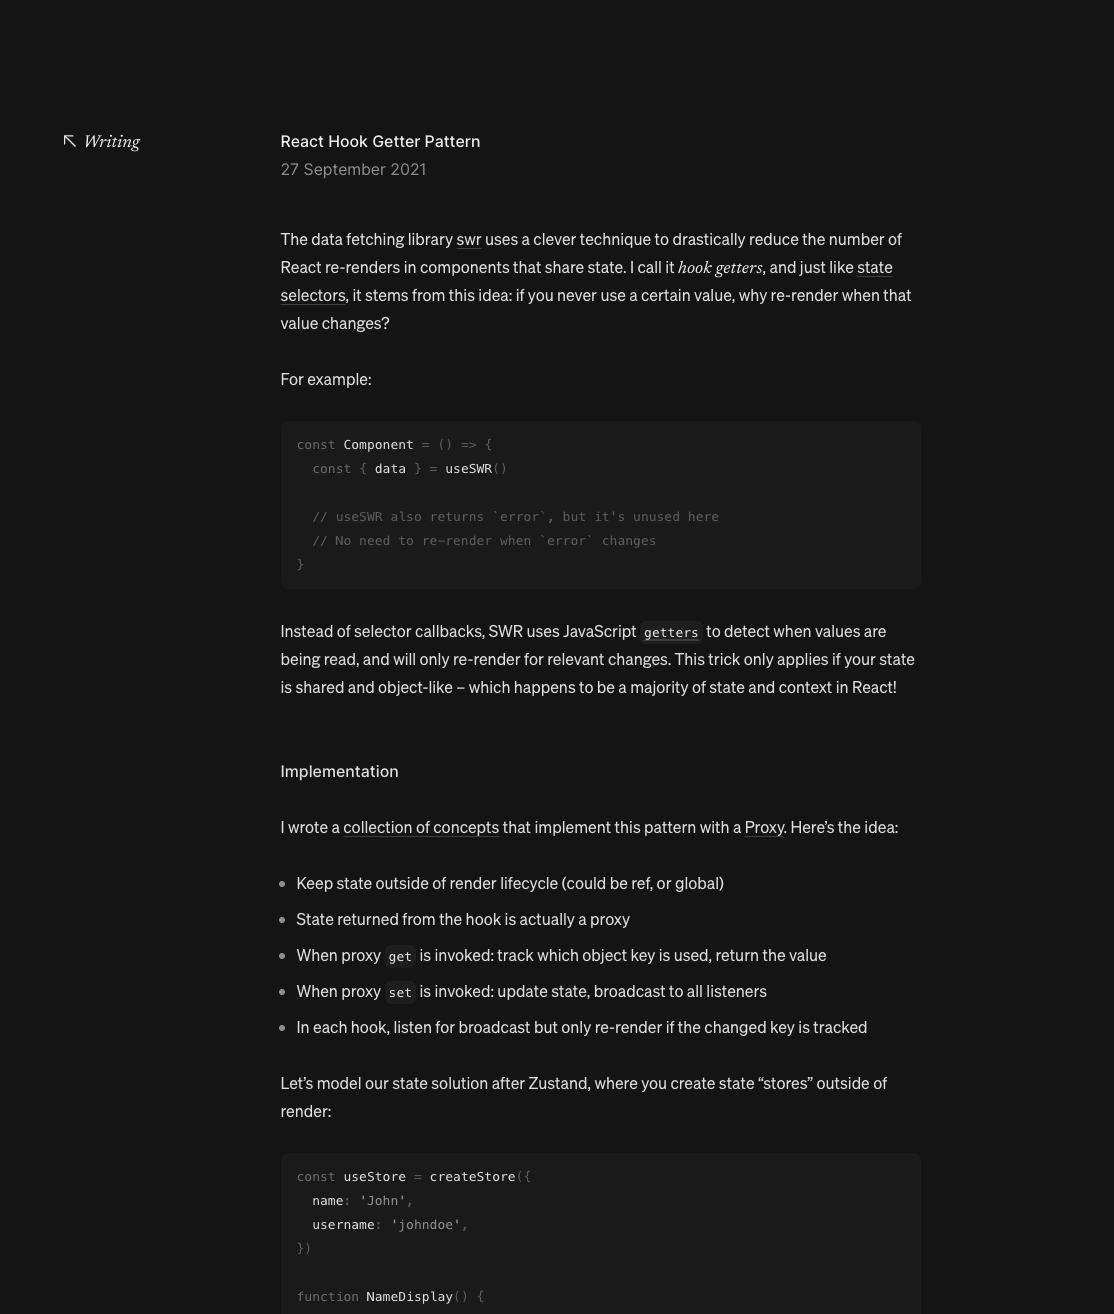 Writing
React Hook Getter Pattern
27 September 2021
The data fetching library swr uses a clever technique to drastically reduce the number of
React re-renders in components that share state. I call it hook getters, and just like state
selectors, it stems from this idea: if you never use a certain value, why re-render when that
value changes?
For example:
const Component = () => {
  const { data } = useSWR()
  // useSWR also returns `error`, but it's unused here
  // No need to re-render when `error` changes
}
Instead of selector callbacks, SWR uses JavaScript getters to detect when values are
being read, and will only re-render for relevant changes. This trick only applies if your state
is shared and object-like – which happens to be a majority of state and context in React!
Implementation
I wrote a collection of concepts that implement this pattern with a Proxy. Here’s the idea:
• Keep state outside of render lifecycle (could be ref, or global)
• State returned from the hook is actually a proxy
• When proxy get is invoked: track which object key is used, return the value
• When proxy set is invoked: update state, broadcast to all listeners
• In each hook, listen for broadcast but only re-render if the changed key is tracked
Let’s model our state solution after Zustand, where you create state “stores” outside of
render:
const useStore = createStore({
  name: 'John',
  username: 'johndoe',
})
function NameDisplay() {